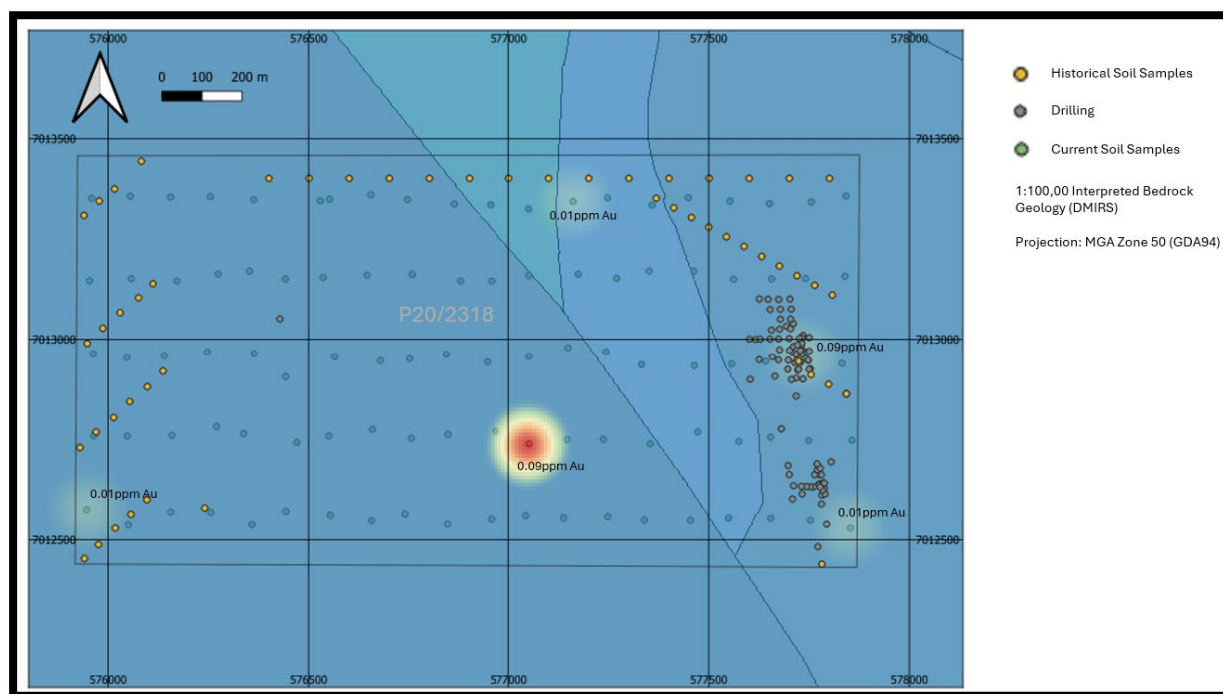 576000 576500 577000 577500 578000
0 100 200 m
Historical Soil Samples
Drilling
Current Soil Samples
1:100,00 Interpreted Bedrock
Geology (DMIRS)
Projection: MGA Zone 50 (GDA94)
7013500 7013500
0.01ppm Au
P20/2318
7013000 7013000
0.09ppm Au
0.09ppm Au
0.01ppm Au
0.01ppm Au
7012500 7012500
576000 576500 577000 577500 578000